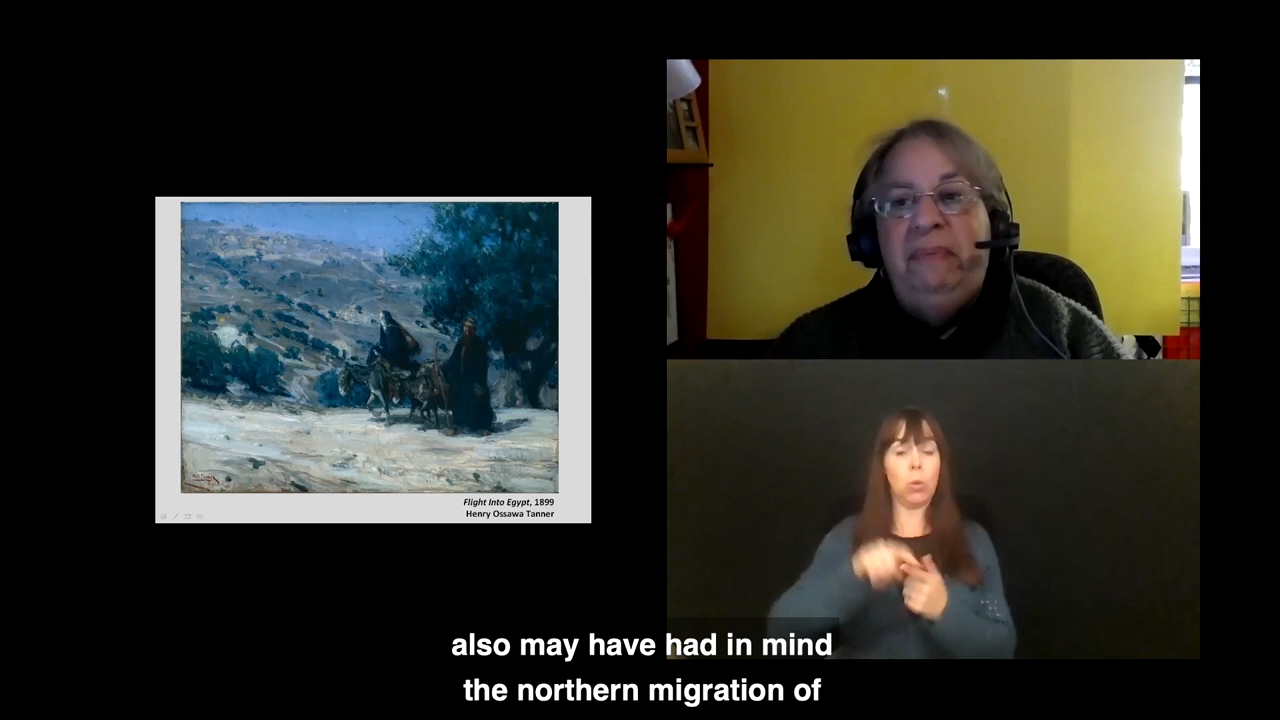 Flight Into Egypt, 1899
Henry Ossawa Tanner
also may have had in mind
the northern migration of